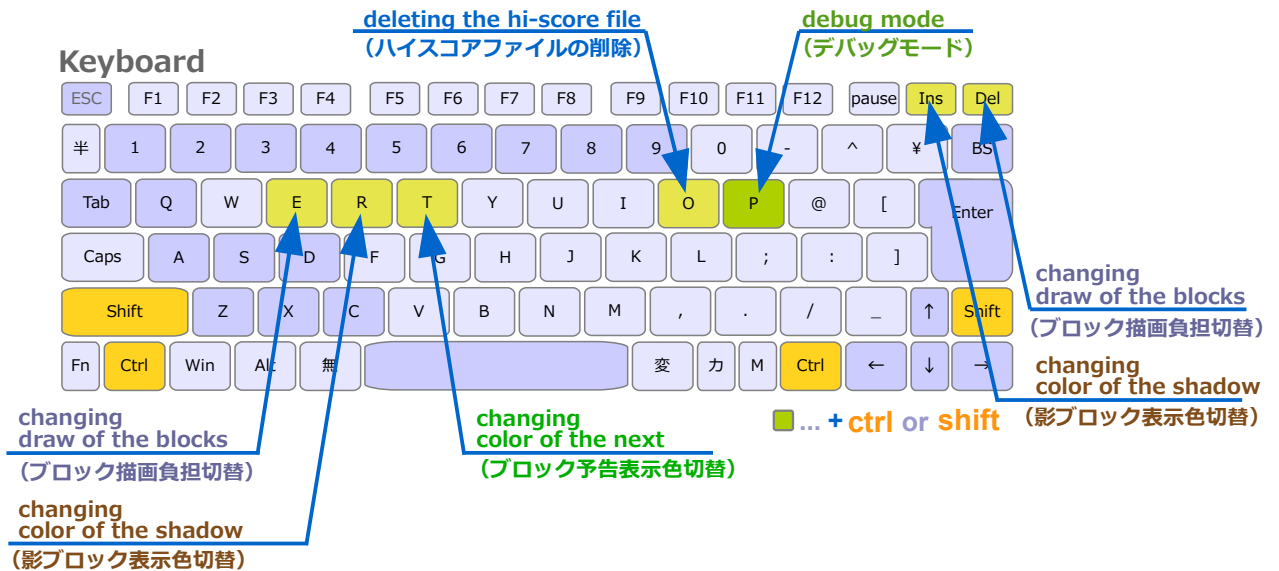 deleting the hi-score file
（ハイスコアファイルの削除）
debug mode
（デバッグモード）
Keyboard
ESC F1 F2 F3 F4 F5 F6 F7 F8 F9 F10 F11 F12 pause Ins Del
半 1 2 3 4 5 6 7 8 9 0 - ^ ¥ BS
Tab Q W E R T Y U I O P @ [ Enter
Caps A S D F G H J K L ; : ]
Shift Z X C V B N M , . / _ ↑ Shift
Fn Ctrl Win Alt 無 変 カ M Ctrl ← ↓ →
changing
draw of the blocks
（ブロック描画負担切替）
changing
color of the shadow
（影ブロック表示色切替）
changing
draw of the blocks
（ブロック描画負担切替）
changing
color of the next
（ブロック予告表示色切替）
... + ctrl or shift
changing
color of the shadow
（影ブロック表示色切替）